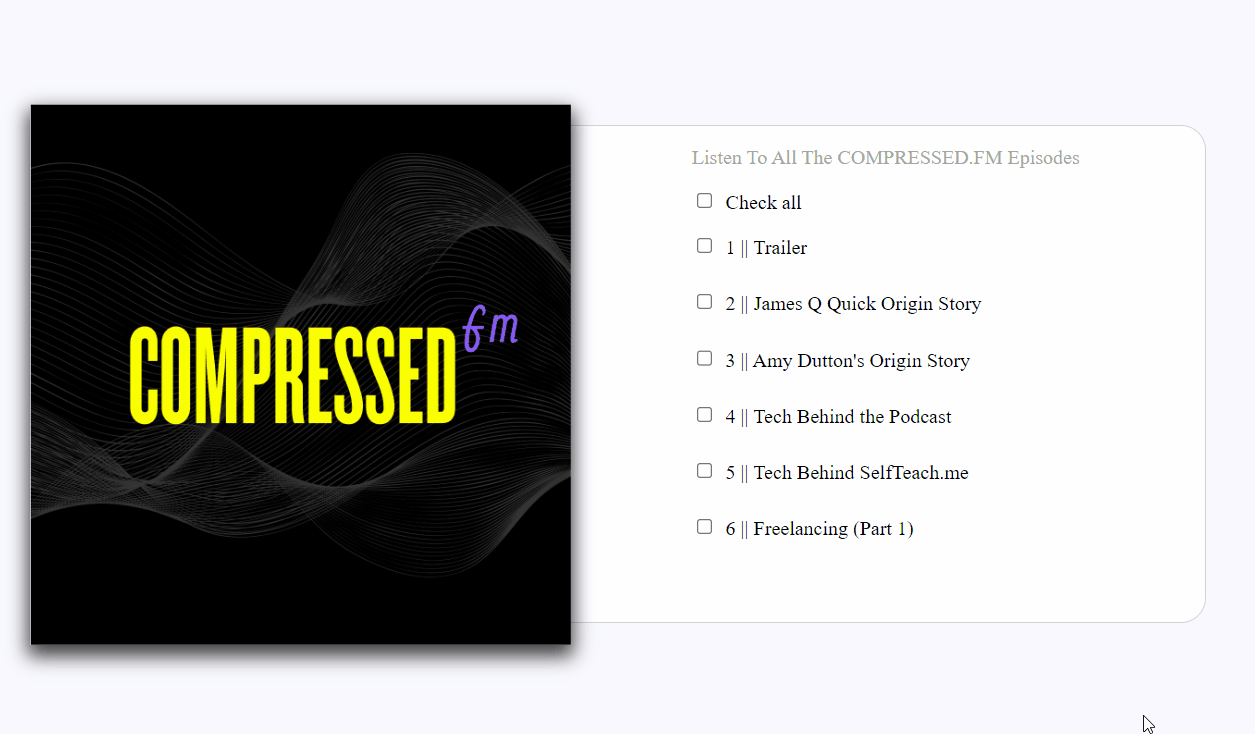 COMPRESSED fm
Listen To All The COMPRESSED.FM Episodes
Check all
1 || Trailer
2 || James Q Quick Origin Story
3 || Amy Dutton's Origin Story
4 || Tech Behind the Podcast
5 || Tech Behind SelfTeach.me
6 || Freelancing (Part 1)